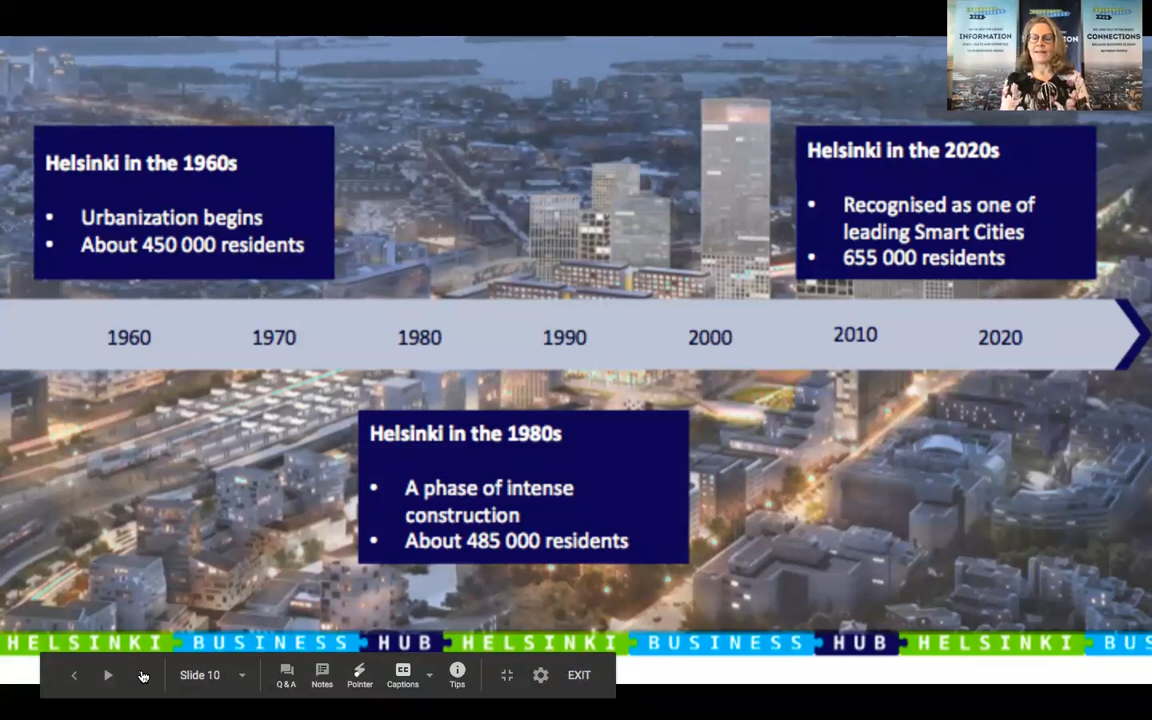 INFORMATION
CONNECTIONS
Helsinki in the 1960s
• Urbanization begins
• About 450 000 residents
Helsinki in the 2020s
• Recognised as one of
leading Smart Cities
• 655 000 residents
1960 1970 1980 1990 2000 2010 2020
Helsinki in the 1980s
• A phase of intense
construction
• About 485 000 residents
HELSINKI BUSINESS HUB HELSINKI BUSINESS HUB HELSINKI BUS
Slide 10
Q & A Notes Pointer Captions Tips
EXIT